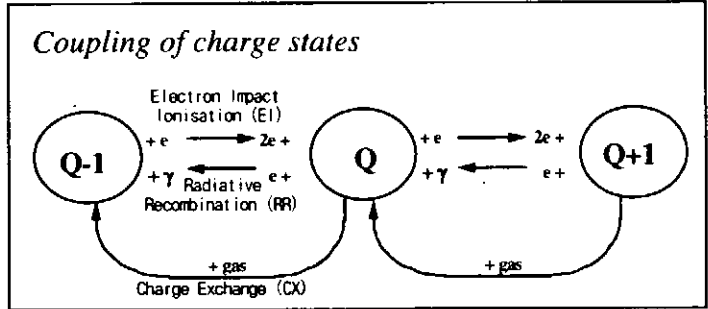 Coupling of charge states
Electron Impact
Ionisation (EI)
+ e 2e +
+ e 2e +
Q-1
Q
Q+1
+ γ e +
+ γ e +
Radiative
Recombination (RR)
+ gas
+ gas
Charge Exchange (CX)